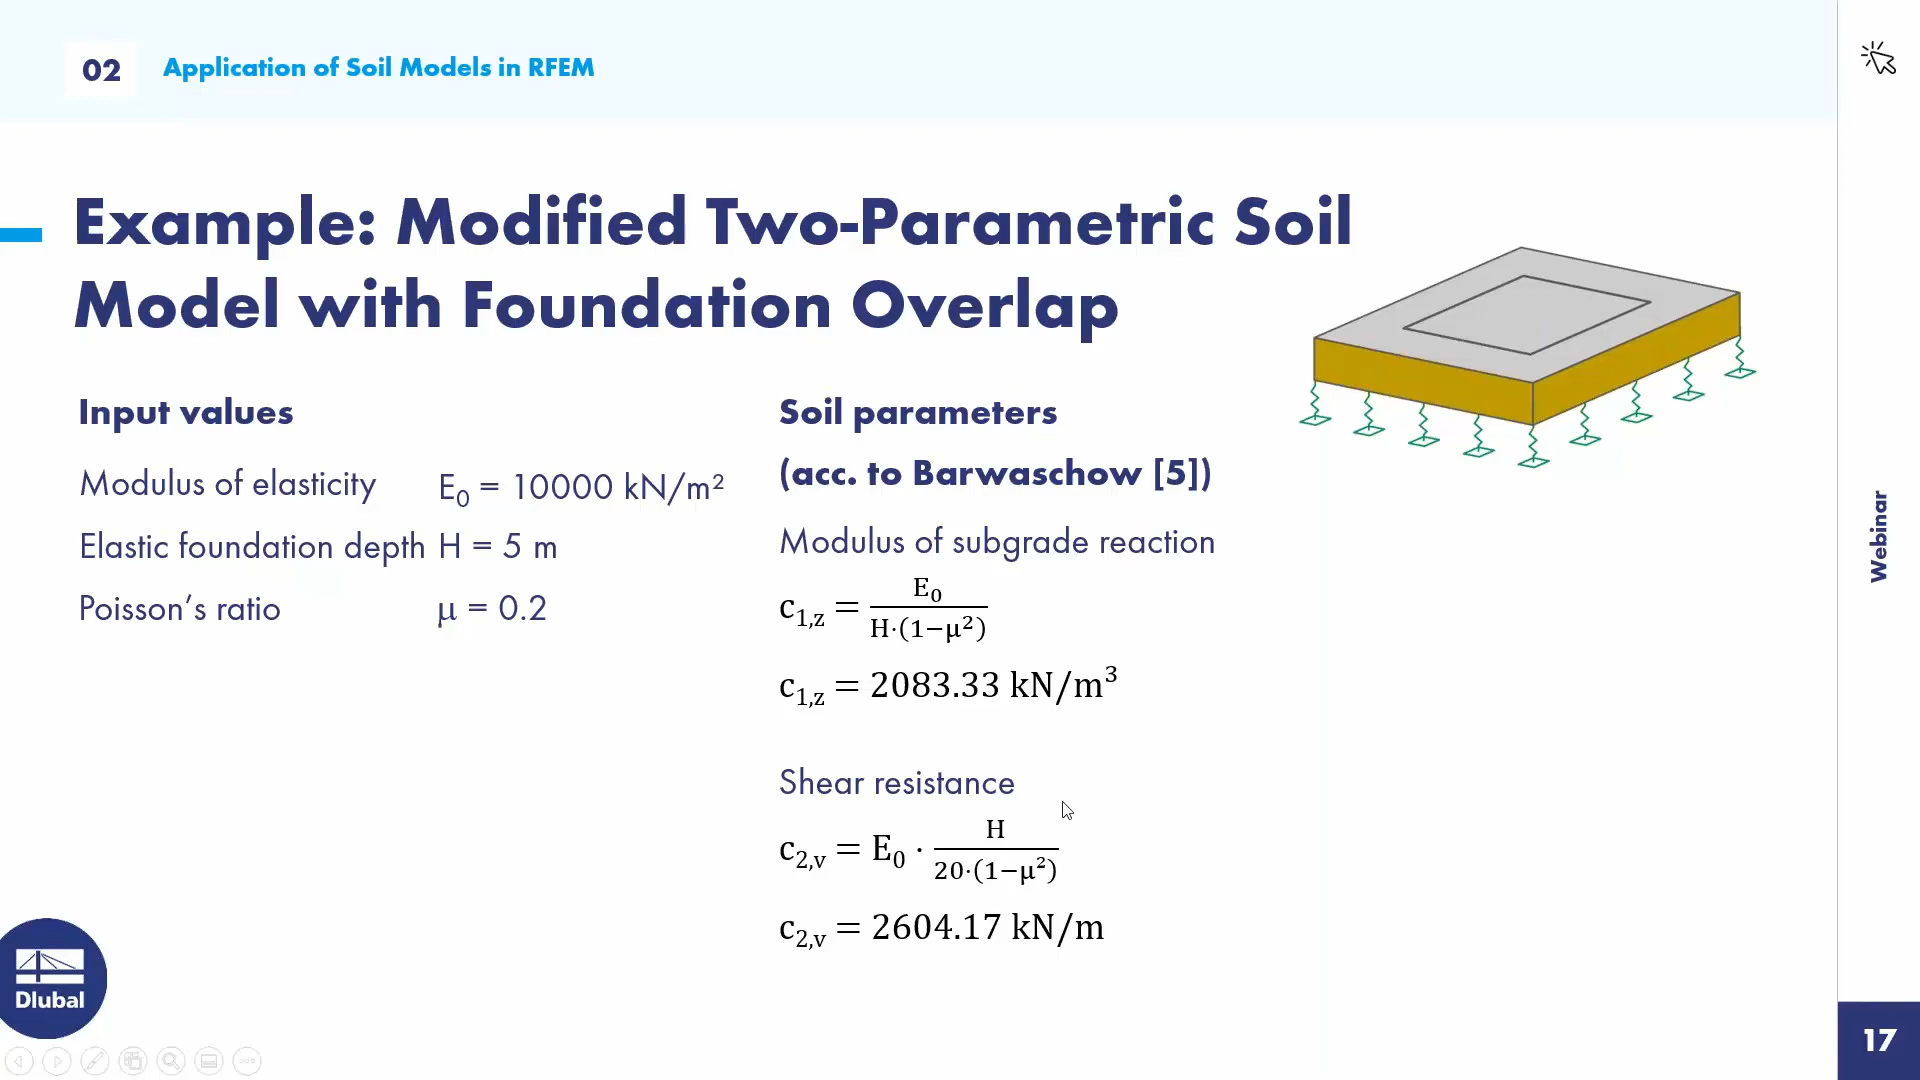 02
Application of Soil Models in RFEM
Example: Modified Two-Parametric Soil
Model with Foundation Overlap
Input values
Modulus of elasticity E₀ = 10000 kN/m²
Elastic foundation depth H = 5 m
Poisson’s ratio μ = 0.2
Soil parameters
(acc. to Barwaschow [5])
Modulus of subgrade reaction
c₁,z = E₀ / H·(1−μ²)
c₁,z = 2083.33 kN/m³
Shear resistance
c₂,v = E₀ · H / 20·(1−μ²)
c₂,v = 2604.17 kN/m
Webinar
Dlubal
17